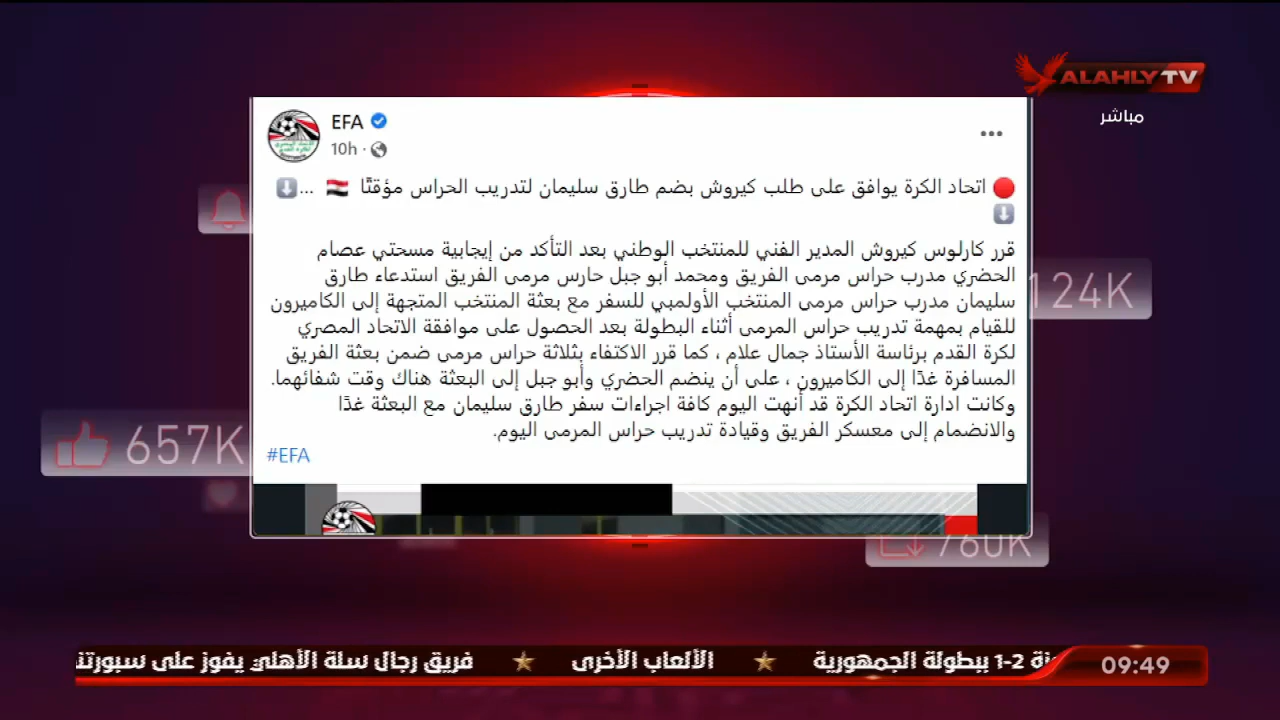 ALAHLY TV
مباشر
EFA
10h
اتحاد الكرة يوافق على طلب كيروش بضم طارق سليمان لتدريب الحراس مؤقتًا ...
قرر كارلوس كيروش المدير الفني للمنتخب الوطني بعد التأكد من إيجابية مسحتي عصام
الحضري مدرب حراس مرمى الفريق ومحمد أبو جبل حارس مرمى الفريق استدعاء طارق
سليمان مدرب حراس مرمى المنتخب الأولمبي للسفر مع بعثة المنتخب المتجهة إلى الكاميرون
للقيام بمهمة تدريب حراس المرمى أثناء البطولة بعد الحصول على موافقة الاتحاد المصري
لكرة القدم برئاسة الأستاذ جمال علام ، كما قرر الاكتفاء بثلاثة حراس مرمى ضمن بعثة الفريق
المسافرة غدًا إلى الكاميرون ، على أن ينضم الحضري وأبو جبل إلى البعثة هناك وقت شفائهما.
وكانت ادارة اتحاد الكرة قد أنهت اليوم كافة اجراءات سفر طارق سليمان مع البعثة غدًا
والانضمام إلى معسكر الفريق وقيادة تدريب حراس المرمى اليوم.
#EFA
124K
657K
760K
2-1 ببطولة الجمهورية ★ الألعاب الأخرى ★ فريق رجال سلة الأهلي يفوز على
09:49